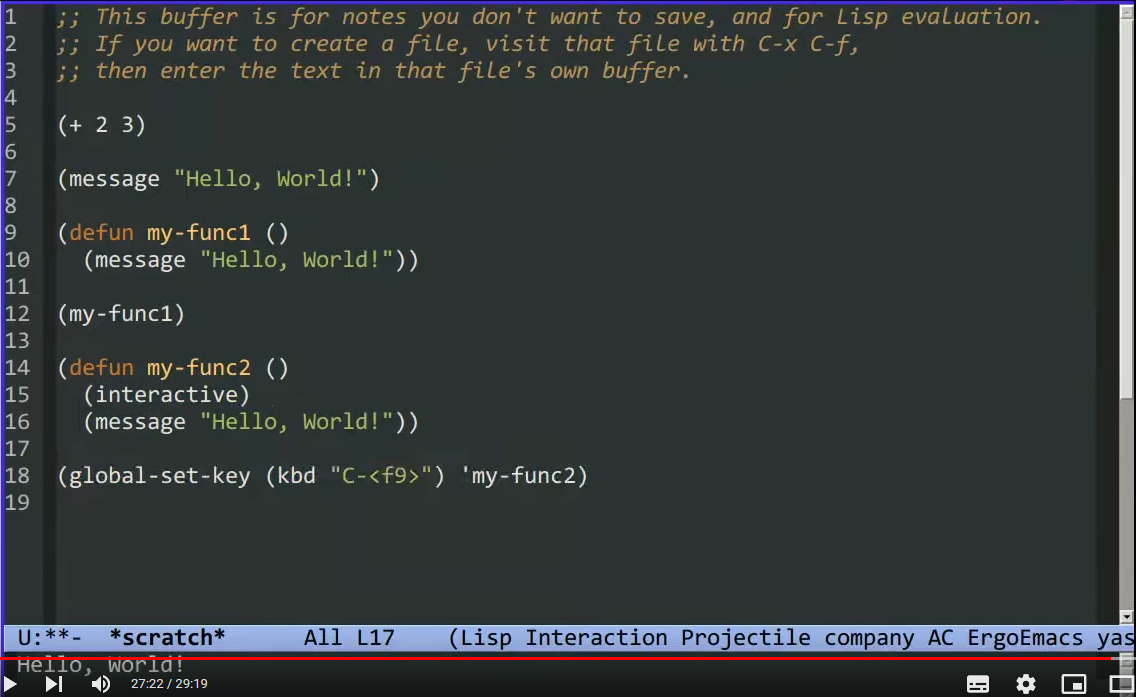 1 ;; This buffer is for notes you don't want to save, and for Lisp evaluation.
2 ;; If you want to create a file, visit that file with C-x C-f,
3 ;; then enter the text in that file's own buffer.
4
5 (+ 2 3)
6
7 (message "Hello, World!")
8
9 (defun my-func1 ()
10   (message "Hello, World!"))
11
12 (my-func1)
13
14 (defun my-func2 ()
15   (interactive)
16   (message "Hello, World!"))
17
18 (global-set-key (kbd "C-<f9>") 'my-func2)
19
U:**-  *scratch*      All L17    (Lisp Interaction Projectile company AC ErgoEmacs yas
Hello, World!
27:22 / 29:19